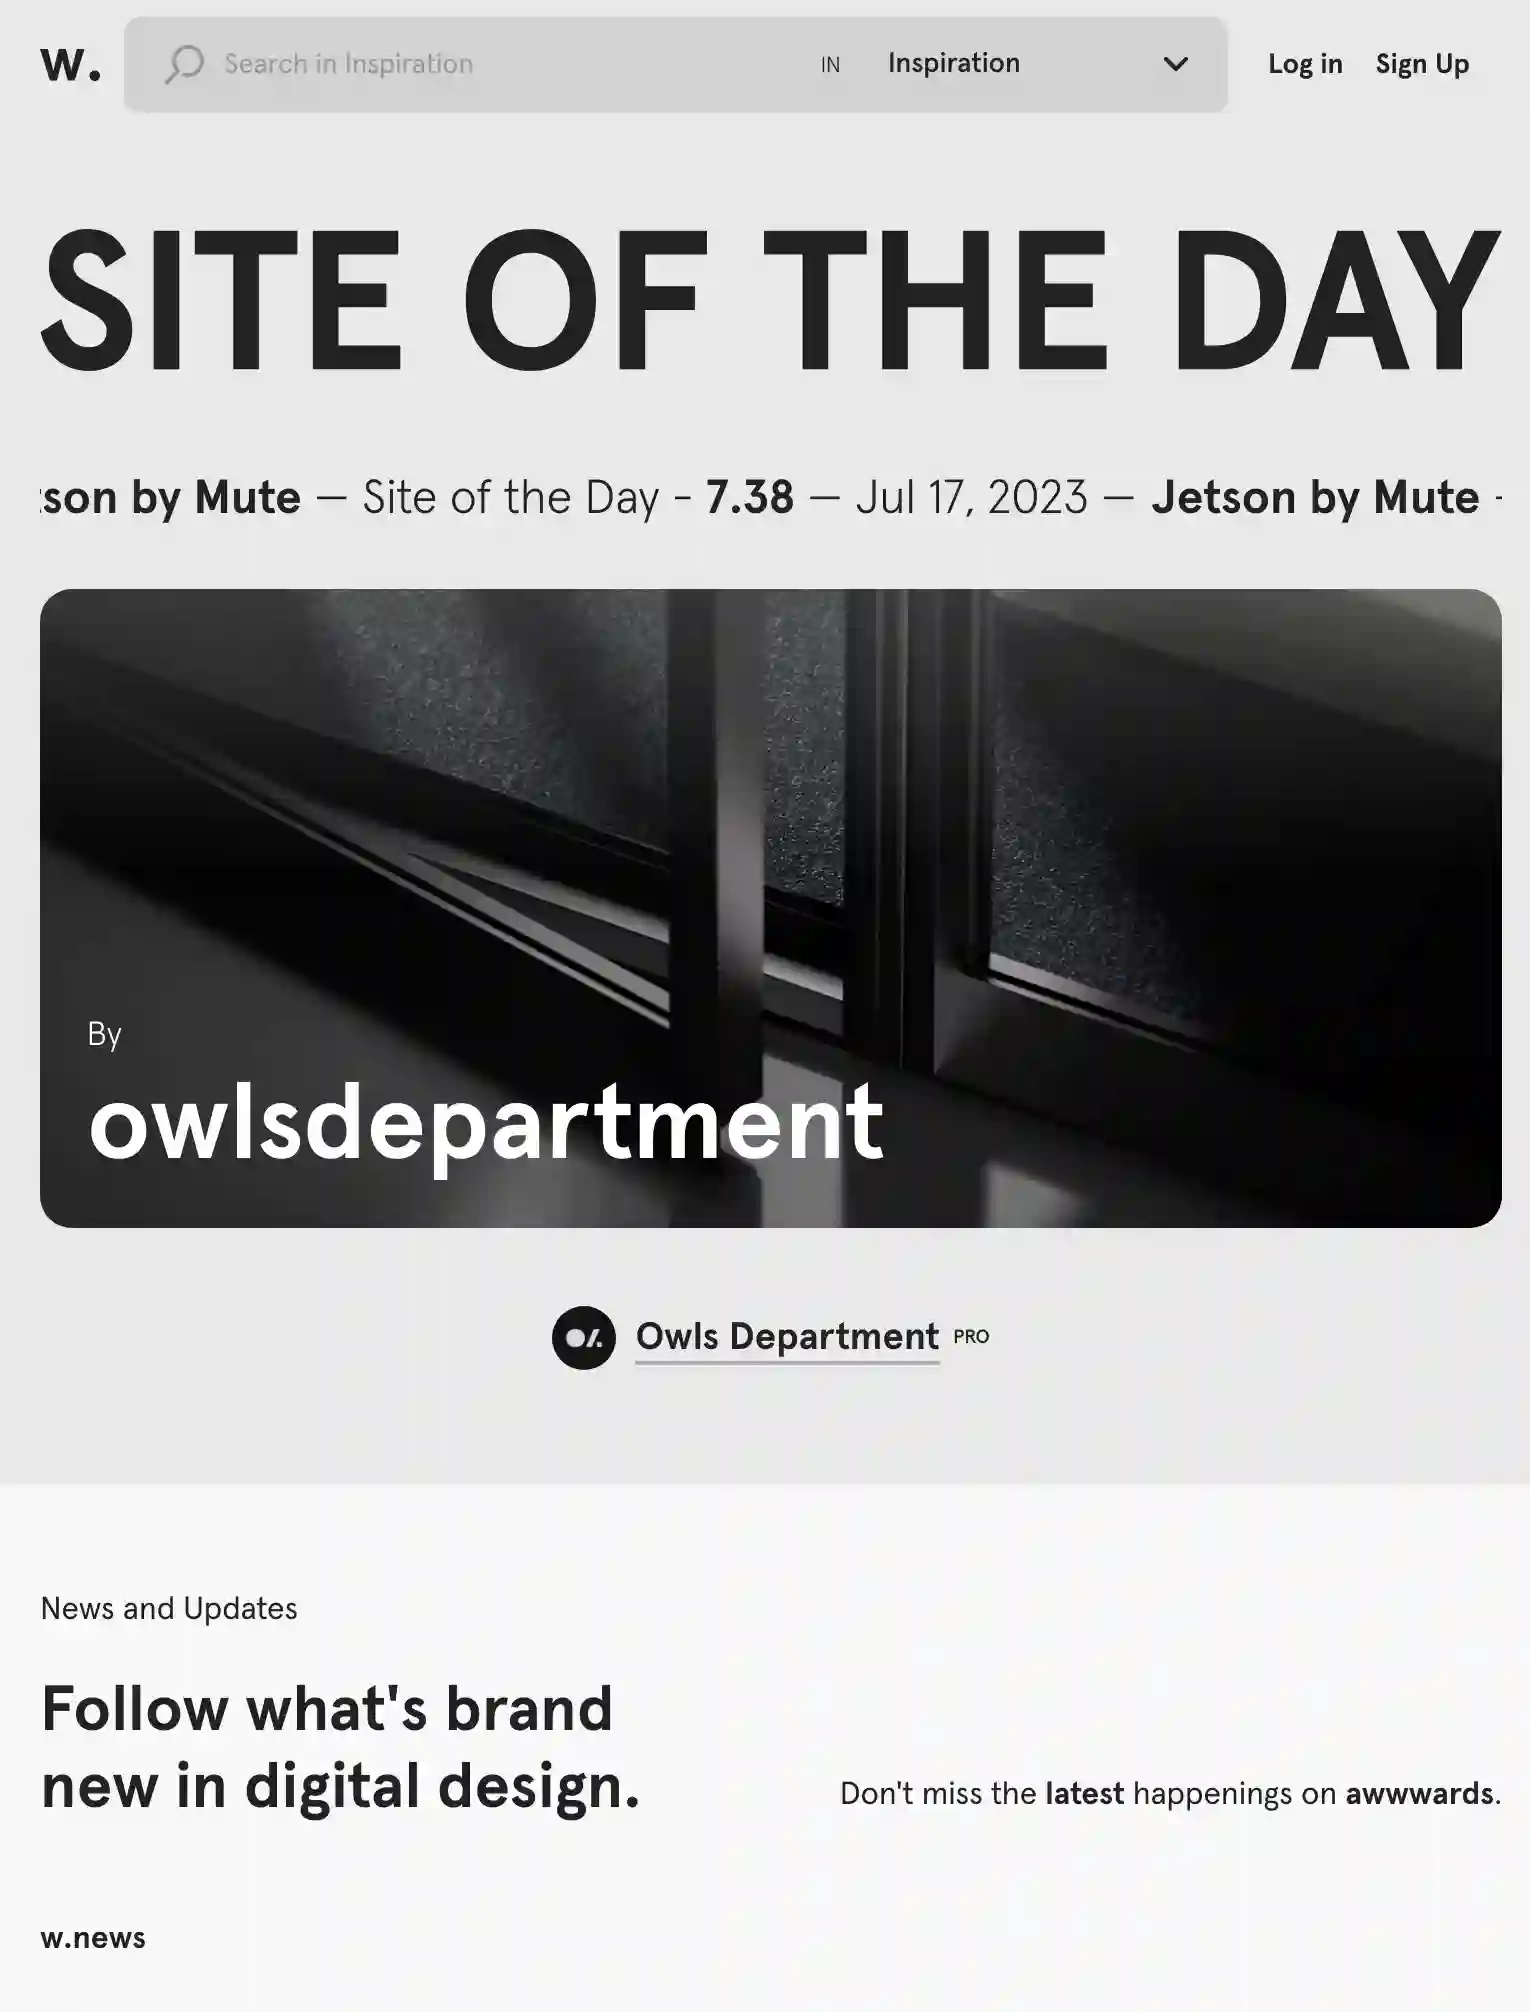 w.
Search in Inspiration
IN
Inspiration
Log in
Sign Up
SITE OF THE DAY
son by Mute — Site of the Day - 7.38 — Jul 17, 2023 — Jetson by Mute -
By
owlsdepartment
Owls Department PRO
News and Updates
Follow what's brand
new in digital design.
Don't miss the latest happenings on awwwards.
w.news